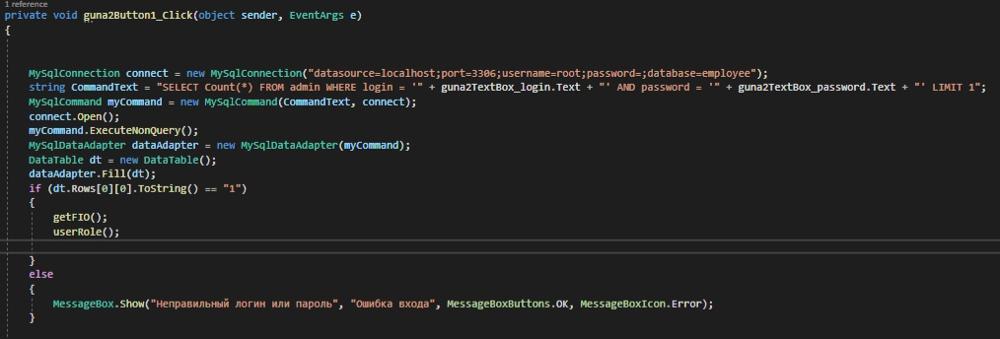 1 reference
private void guna2Button1_Click(object sender, EventArgs e)
{
MySqlConnection connect = new MySqlConnection("datasource=localhost;port=3306;username=root;password=;database=employee");
string CommandText = "SELECT Count(*) FROM admin WHERE login = '" + guna2TextBox_login.Text + "' AND password = '" + guna2TextBox_password.Text + "' LIMIT 1";
MySqlCommand myCommand = new MySqlCommand(CommandText, connect);
connect.Open();
myCommand.ExecuteNonQuery();
MySqlDataAdapter dataAdapter = new MySqlDataAdapter(myCommand);
DataTable dt = new DataTable();
dataAdapter.Fill(dt);
if (dt.Rows[0][0].ToString() == "1")
{
getFIO();
userRole();
}
else
{
MessageBox.Show("Неправильный логин или пароль", "Ошибка входа", MessageBoxButtons.OK, MessageBoxIcon.Error);
}